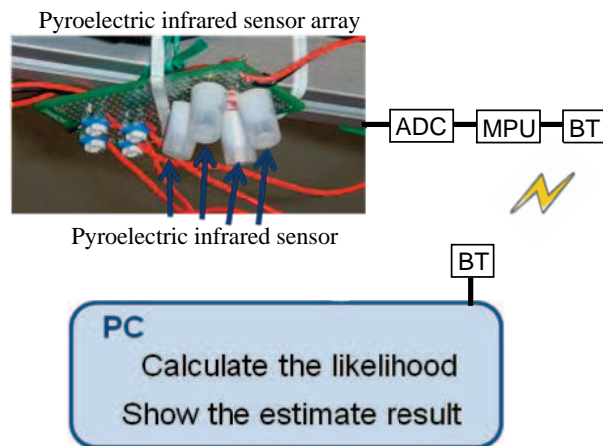 Pyroelectric infrared sensor array
ADC
MPU
BT
Pyroelectric infrared sensor
BT
PC
Calculate the likelihood
Show the estimate result